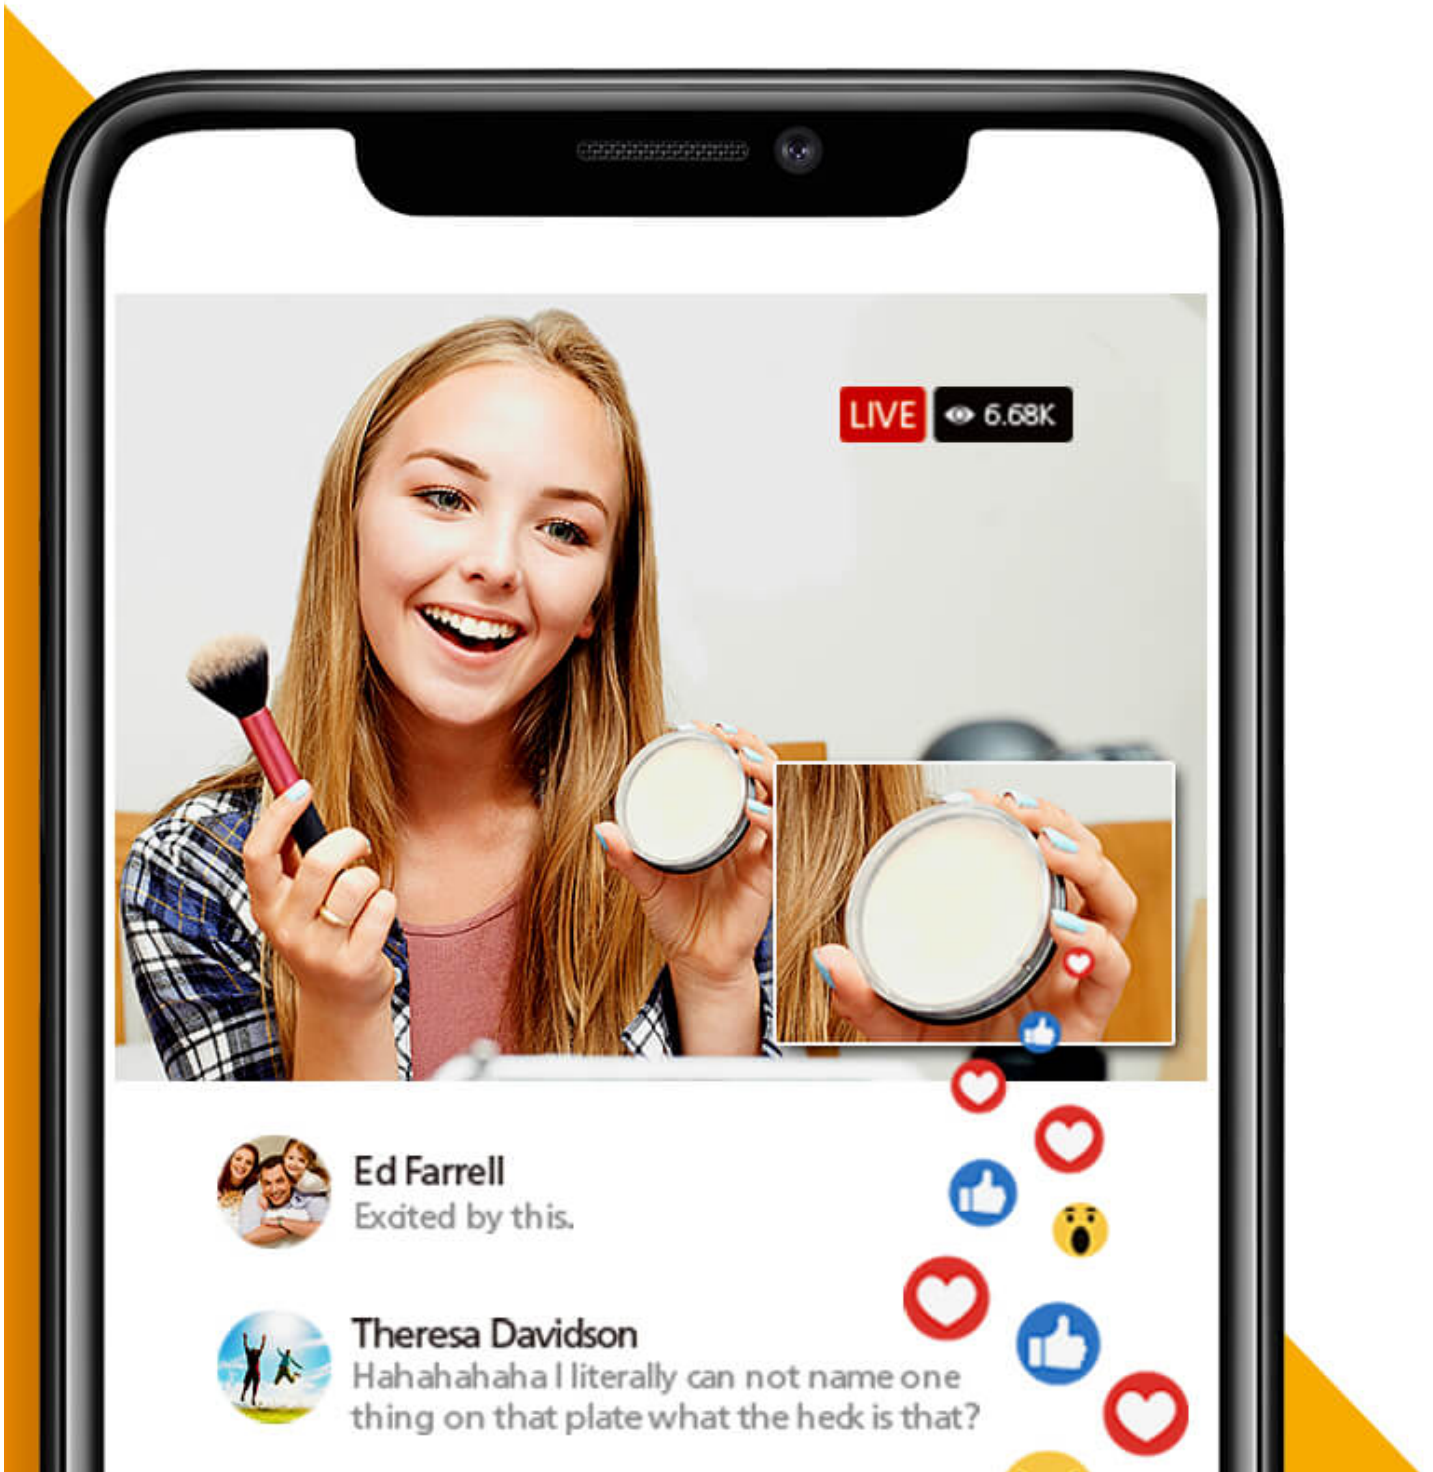 LIVE 6.68K
Ed Farrell
Excited by this.
Theresa Davidson
Hahahahaha I literally can not name one
thing on that plate what the heck is that?